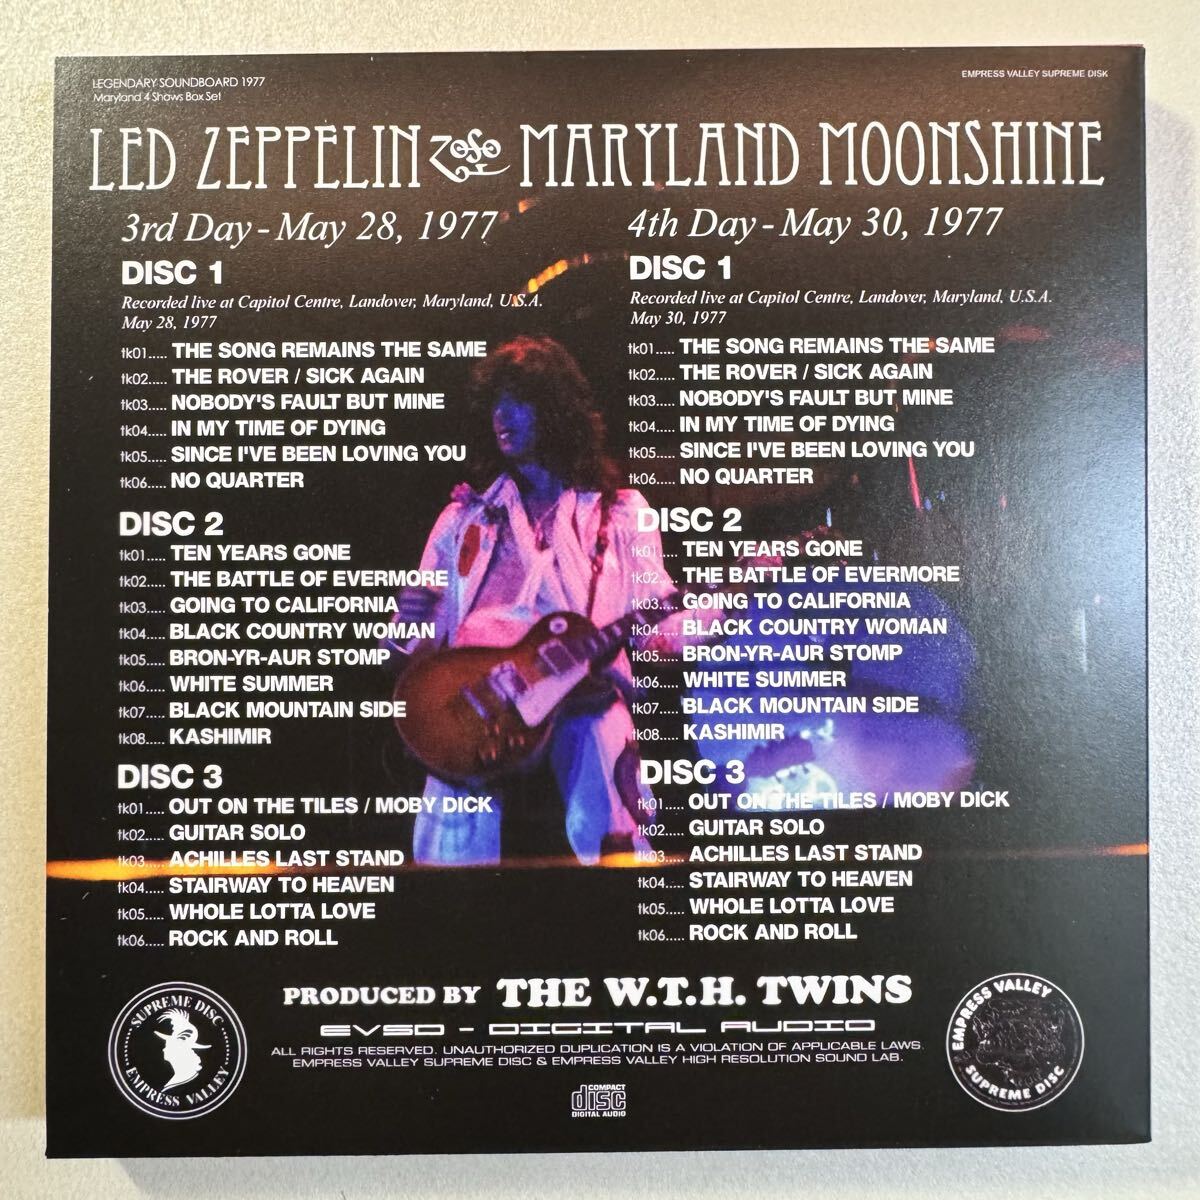 LEGENDARY SOUNDBOARD 1977
Maryland 4 Shows Box Set
EMPRESS VALLEY SUPREME DISK
LED ZEPPELIN ZoSo MARYLAND MOONSHINE
3rd Day - May 28, 1977
DISC 1
Recorded live at Capitol Centre, Landover, Maryland, U.S.A.
May 28, 1977
tk01..... THE SONG REMAINS THE SAME
tk02..... THE ROVER / SICK AGAIN
tk03..... NOBODY'S FAULT BUT MINE
tk04..... IN MY TIME OF DYING
tk05..... SINCE I'VE BEEN LOVING YOU
tk06..... NO QUARTER
DISC 2
tk01..... TEN YEARS GONE
tk02..... THE BATTLE OF EVERMORE
tk03..... GOING TO CALIFORNIA
tk04..... BLACK COUNTRY WOMAN
tk05..... BRON-YR-AUR STOMP
tk06..... WHITE SUMMER
tk07..... BLACK MOUNTAIN SIDE
tk08..... KASHIMIR
DISC 3
tk01..... OUT ON THE TILES / MOBY DICK
tk02..... GUITAR SOLO
tk03..... ACHILLES LAST STAND
tk04..... STAIRWAY TO HEAVEN
tk05..... WHOLE LOTTA LOVE
tk06..... ROCK AND ROLL
4th Day - May 30, 1977
DISC 1
Recorded live at Capitol Centre, Landover, Maryland, U.S.A.
May 30, 1977
tk01..... THE SONG REMAINS THE SAME
tk02..... THE ROVER / SICK AGAIN
tk03..... NOBODY'S FAULT BUT MINE
tk04..... IN MY TIME OF DYING
tk05..... SINCE I'VE BEEN LOVING YOU
tk06..... NO QUARTER
DISC 2
tk01..... TEN YEARS GONE
tk02..... THE BATTLE OF EVERMORE
tk03..... GOING TO CALIFORNIA
tk04..... BLACK COUNTRY WOMAN
tk05..... BRON-YR-AUR STOMP
tk06..... WHITE SUMMER
tk07..... BLACK MOUNTAIN SIDE
tk08..... KASHIMIR
DISC 3
tk01..... OUT ON THE TILES / MOBY DICK
tk02..... GUITAR SOLO
tk03..... ACHILLES LAST STAND
tk04..... STAIRWAY TO HEAVEN
tk05..... WHOLE LOTTA LOVE
tk06..... ROCK AND ROLL
SUPREME DISC
EMPRESS VALLEY
PRODUCED BY THE W.T.H. TWINS
EVSD - DIGITAL AUDIO
ALL RIGHTS RESERVED. UNAUTHORIZED DUPLICATION IS A VIOLATION OF APPLICABLE LAWS.
EMPRESS VALLEY SUPREME DISC & EMPRESS VALLEY HIGH RESOLUTION SOUND LAB.
COMPACT
disc
DIGITAL AUDIO
EMPRESS VALLEY
SUPREME DISC